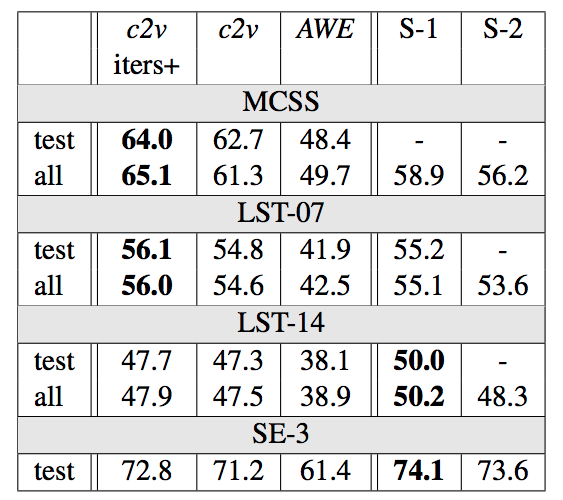 c2v c2v AWE S-1 S-2
iters+
MCSS
test 64.0 62.7 48.4 - -
all 65.1 61.3 49.7 58.9 56.2
LST-07
test 56.1 54.8 41.9 55.2 -
all 56.0 54.6 42.5 55.1 53.6
LST-14
test 47.7 47.3 38.1 50.0 -
all 47.9 47.5 38.9 50.2 48.3
SE-3
test 72.8 71.2 61.4 74.1 73.6